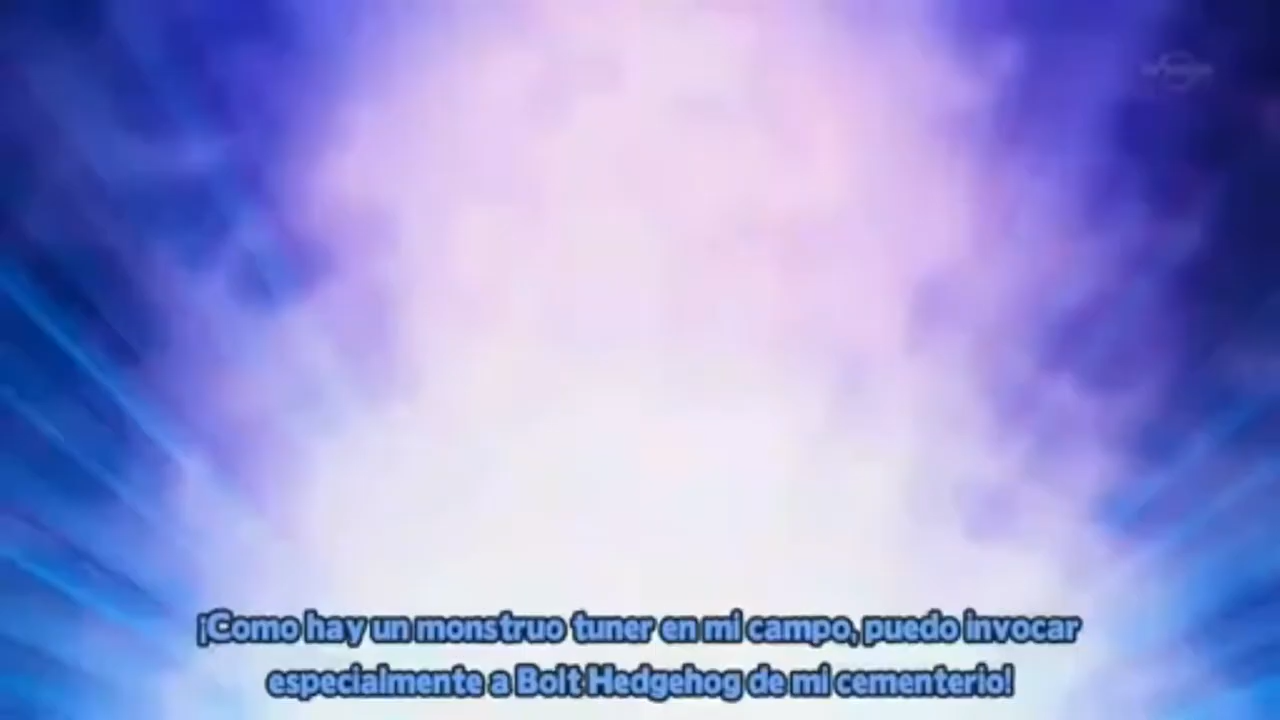 ¡Como hay un monstruo tuner en mi campo, puedo invocar
especialmente a Bolt Hedgehog de mi cementerio!